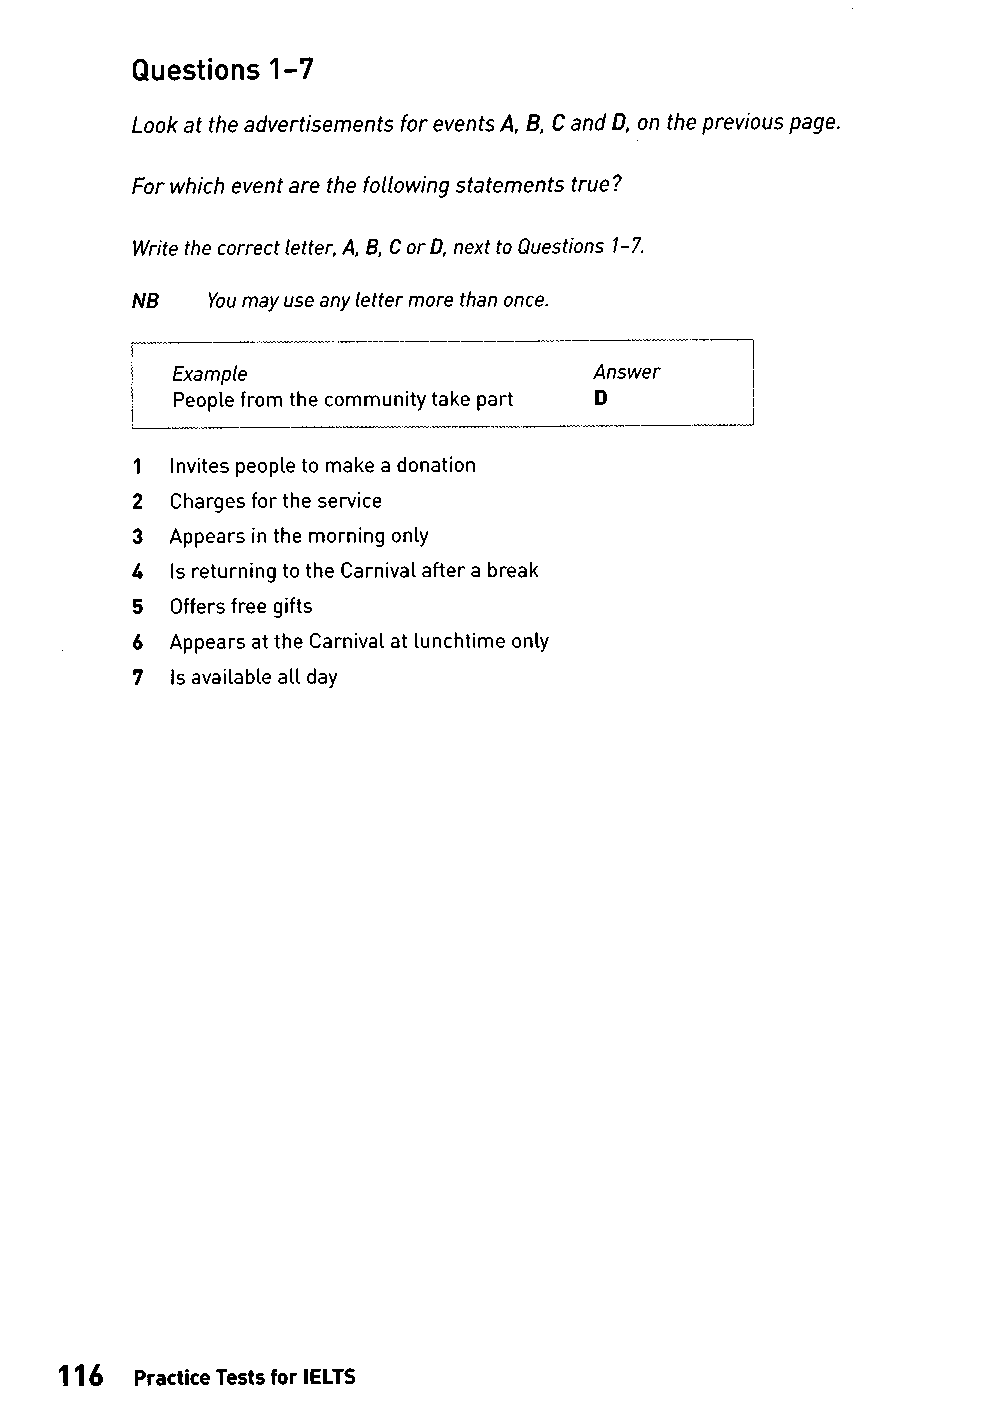 Questions 1–7
Look at the advertisements for events A, B, C and D, on the previous page.
For which event are the following statements true?
Write the correct letter, A, B, C or D, next to Questions 1–7.
NB You may use any letter more than once.
Example Answer
People from the community take part D
1 Invites people to make a donation
2 Charges for the service
3 Appears in the morning only
4 Is returning to the Carnival after a break
5 Offers free gifts
6 Appears at the Carnival at lunchtime only
7 Is available all day
116 Practice Tests for IELTS